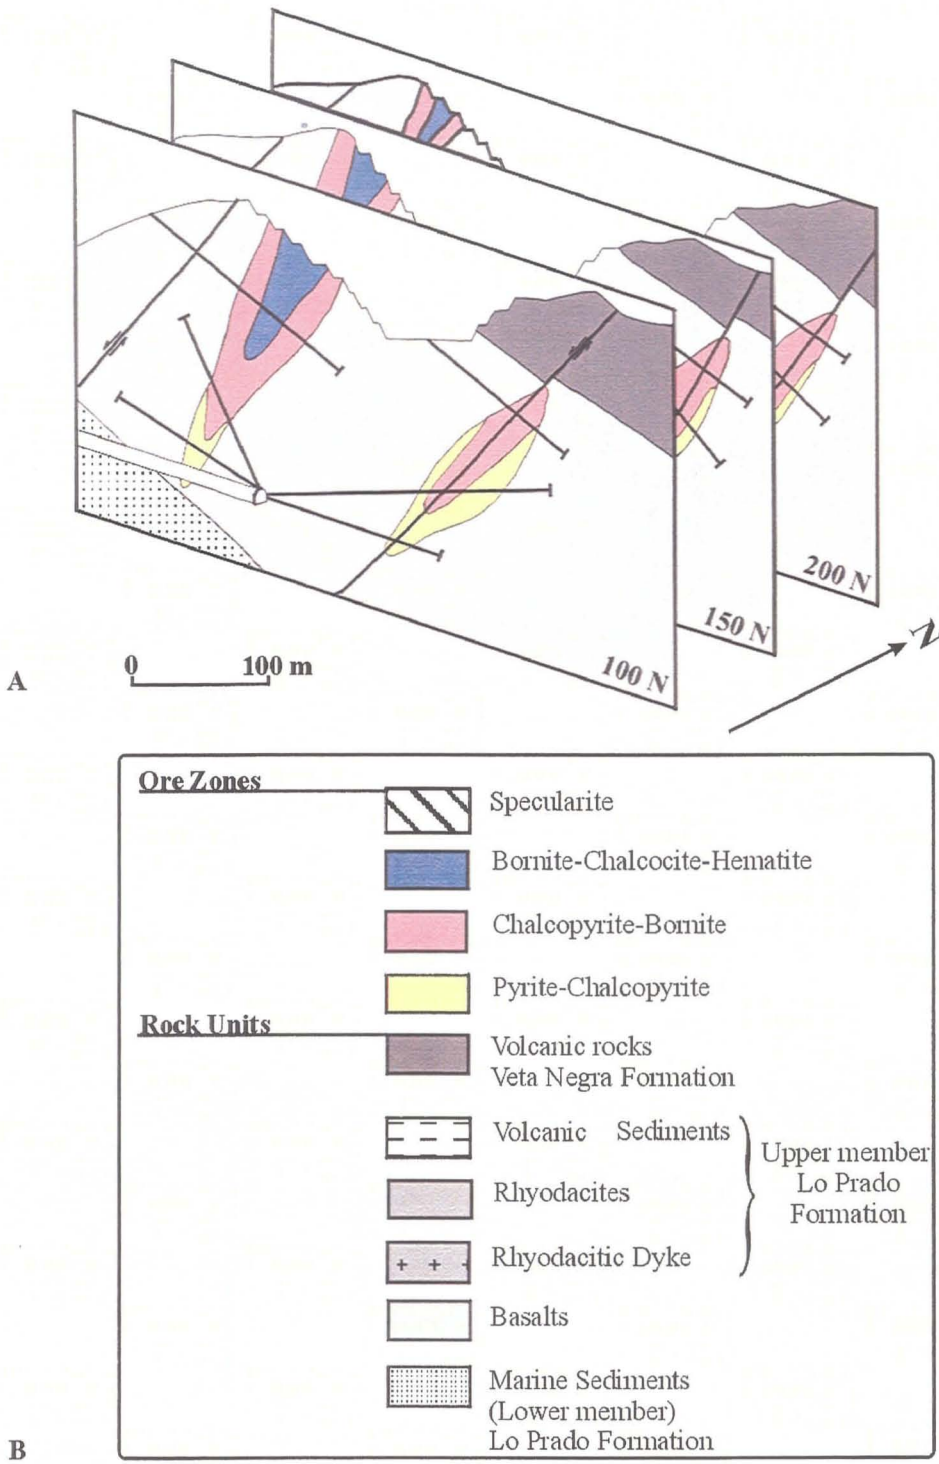 200 N
150 N
100 N
N
0 100 m
A
Ore Zones
Specularite
Bornite-Chalcocite-Hematite
Chalcopyrite-Bornite
Pyrite-Chalcopyrite
Rock Units
Volcanic rocks
Veta Negra Formation
Volcanic Sediments
Upper member
Lo Prado
Formation
Rhyodacites
Rhyodacitic Dyke
Basalts
Marine Sediments
(Lower member)
Lo Prado Formation
B